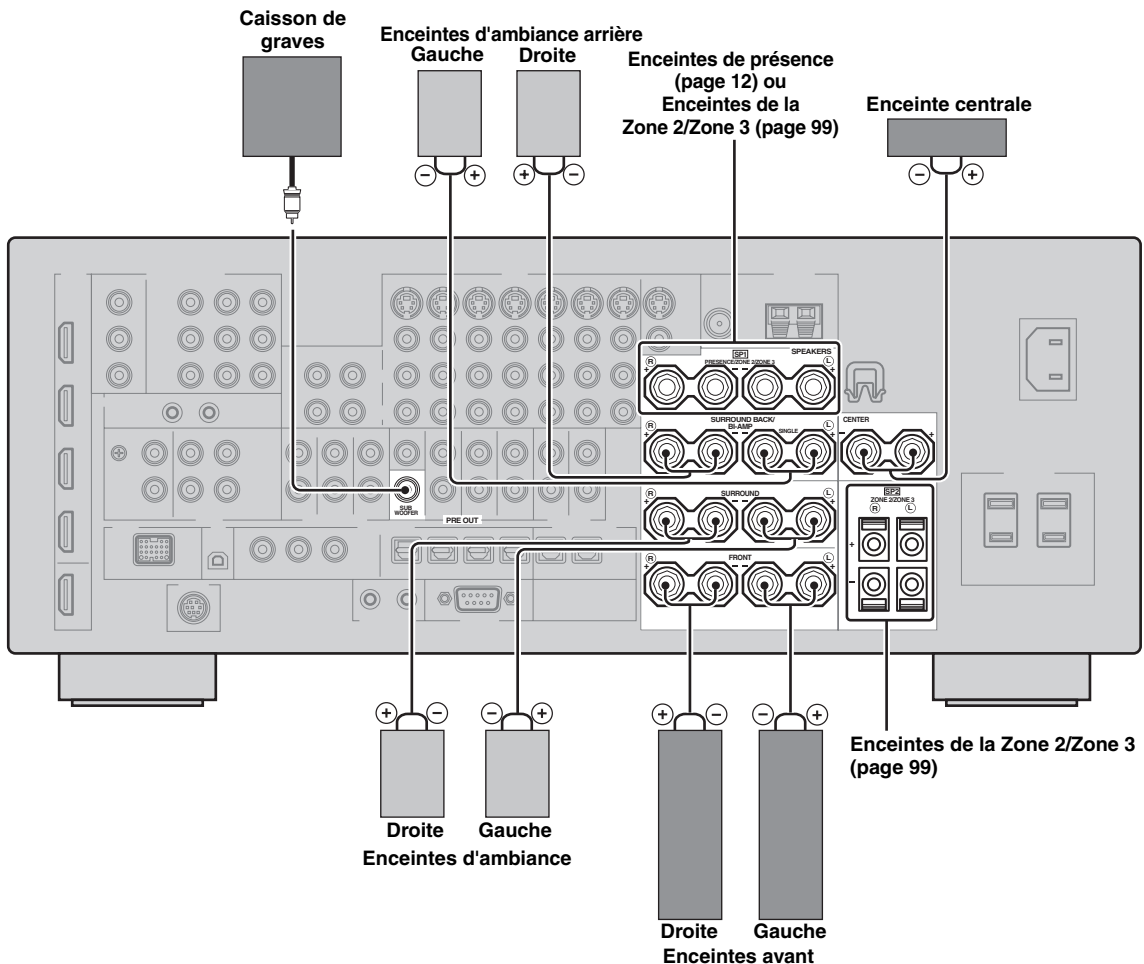 Caisson de
graves
Enceintes d'ambiance arrière
Gauche Droite
Enceintes de présence
(page 12) ou
Enceintes de la
Zone 2/Zone 3 (page 99)
Enceinte centrale
− + + − − +
SP1 SPEAKERS
R PRESENCE/ZONE 2/ZONE 3 L
+ − − +
R SURROUND BACK/ L
BI-AMP
SINGLE
+ − − +
CENTER
− +
SUB
WOOFER
PRE OUT
R SURROUND L
+ − − +
SP2
ZONE 2/ZONE 3
R L
+
−
R FRONT L
+ − − +
+ − − + + − − +
Droite Gauche
Enceintes d'ambiance
Enceintes de la Zone 2/Zone 3
(page 99)
Droite Gauche
Enceintes avant